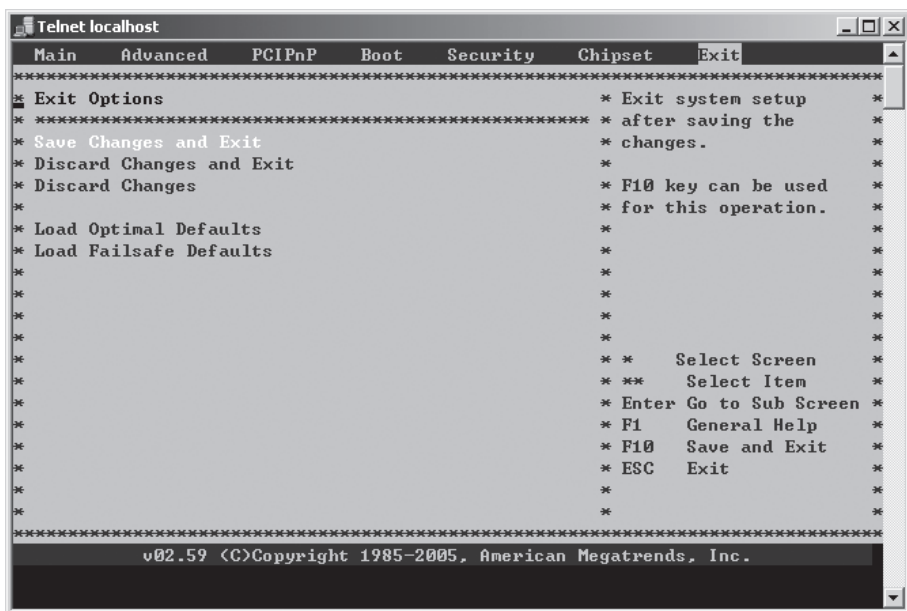 Telnet localhost
Main Advanced PCIPnP Boot Security Chipset Exit
********************************************************************************
* Exit Options * Exit system setup *
* *************************************************** * after saving the *
* Save Changes and Exit * changes. *
* Discard Changes and Exit * *
* Discard Changes * F10 key can be used *
* * for this operation. *
* Load Optimal Defaults * *
* Load Failsafe Defaults * *
* * *
* * *
* * *
* * *
* * * Select Screen *
* * ** Select Item *
* * Enter Go to Sub Screen *
* * F1 General Help *
* * F10 Save and Exit *
* * ESC Exit *
* * *
* * *
********************************************************************************
v02.59 (C)Copyright 1985-2005, American Megatrends, Inc.